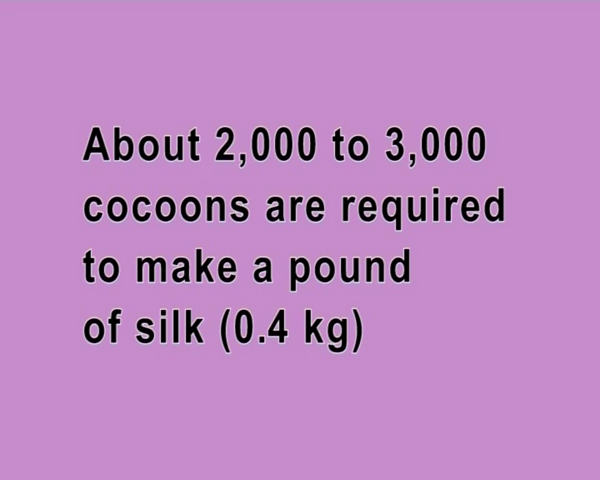 About 2,000 to 3,000
cocoons are required
to make a pound
of silk (0.4 kg)